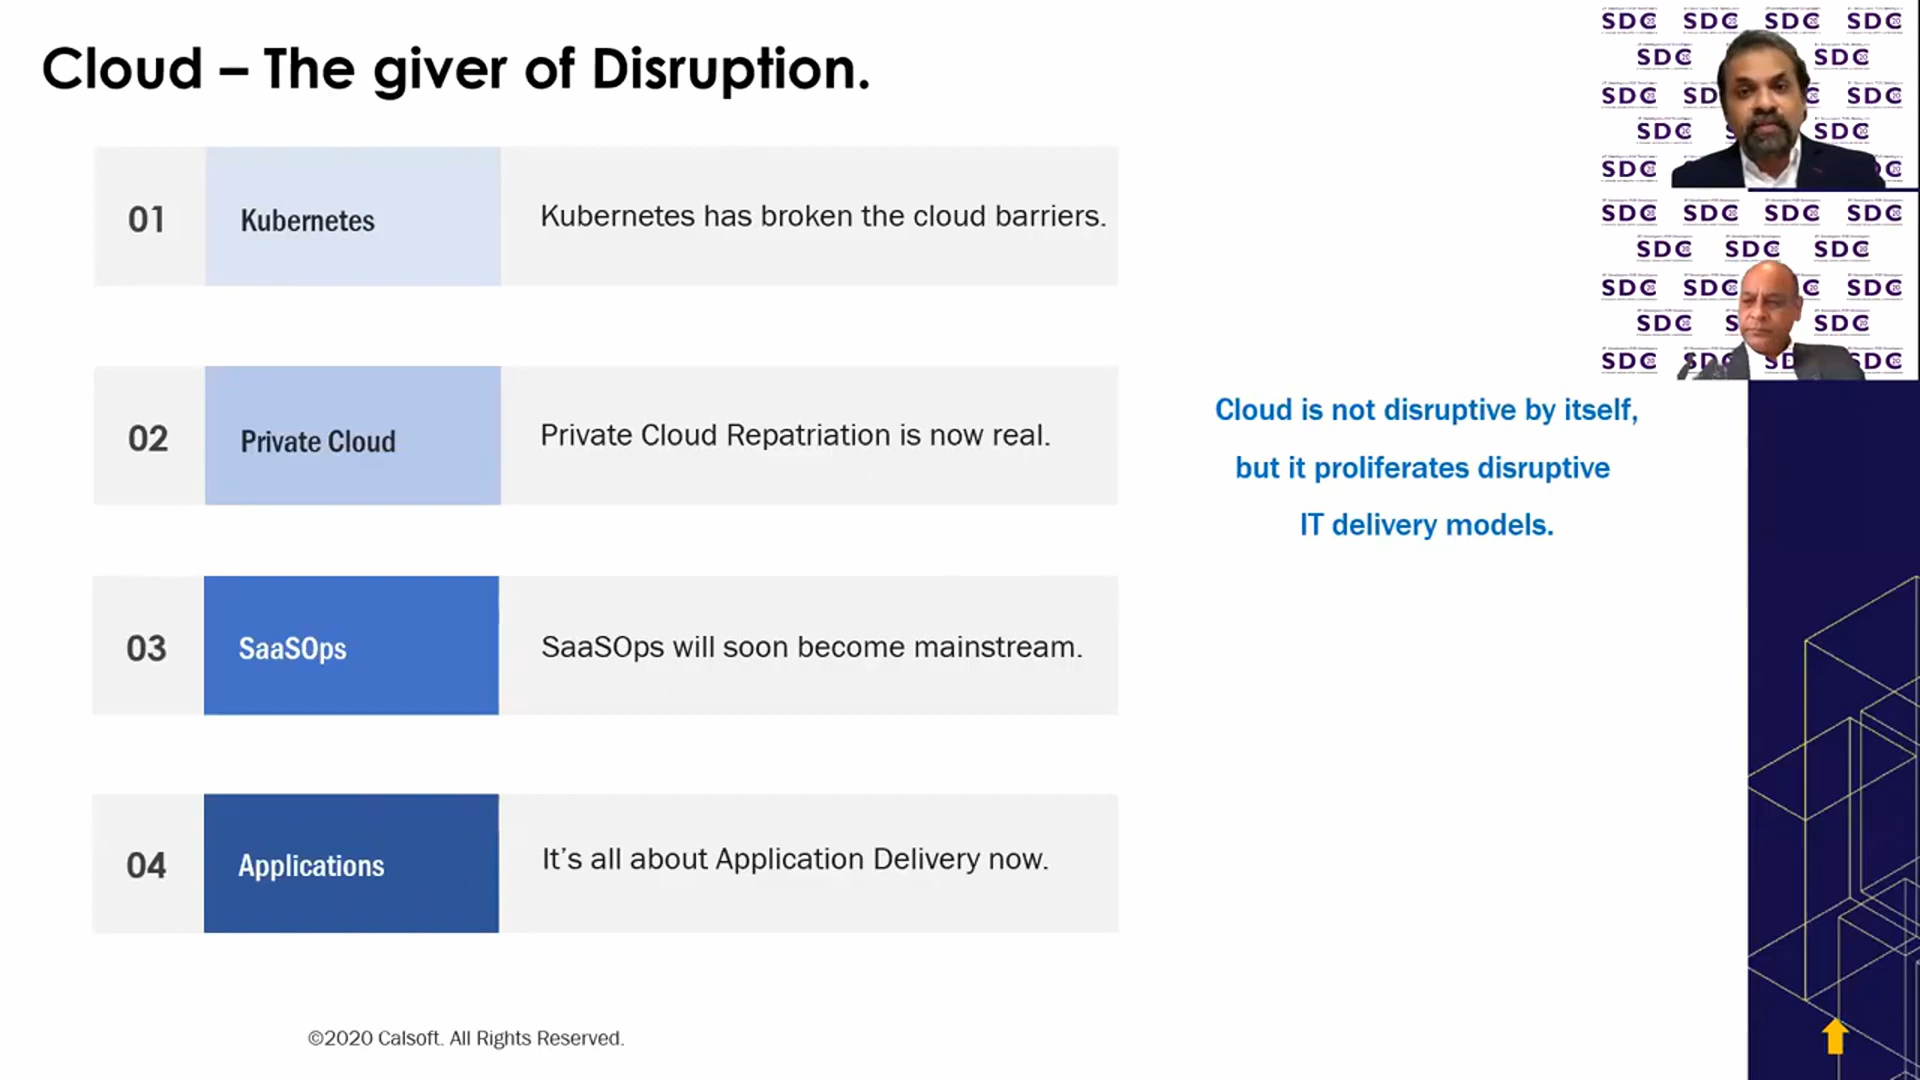 Cloud – The giver of Disruption.
01
Kubernetes
Kubernetes has broken the cloud barriers.
02
Private Cloud
Private Cloud Repatriation is now real.
03
SaaSOps
SaaSOps will soon become mainstream.
04
Applications
It’s all about Application Delivery now.
Cloud is not disruptive by itself,
but it proliferates disruptive
IT delivery models.
©2020 Calsoft. All Rights Reserved.
SDC SDC SDC SDC
SDC SDC
SDC SDC
SDC SDC
SDC
SDC SDC SDC SDC
SDC SDC SDC
SDC SDC SDC
SDC SDC
SDC